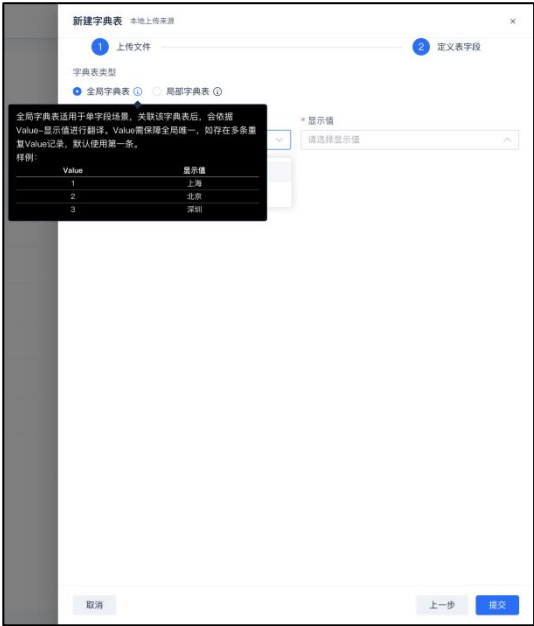 新建字典表 本地上传来源
1 上传文件 2 定义表字段
字典表类型
全局字典表 局部字典表
全局字典表适用于单字段场景，关联该字典表后，会依据
Value-显示值进行翻译。Value需保障全局唯一，如存在多条重
复Value记录，默认使用第一条。
样例：
Value 显示值
1 上海
2 北京
3 深圳
* 显示值
请选择显示值
取消 上一步 提交